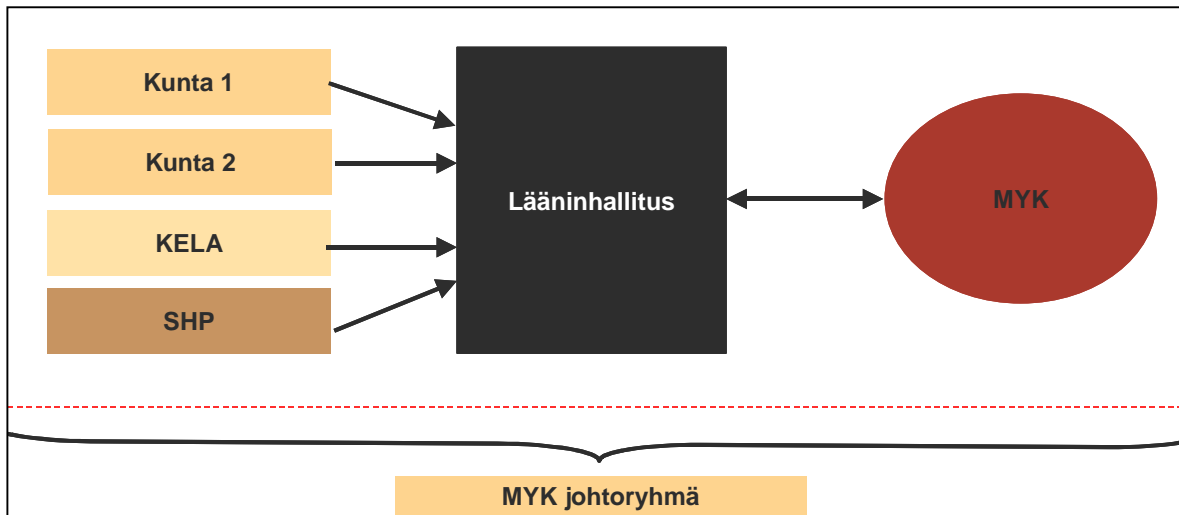 Kunta 1
Kunta 2
KELA
SHP
Lääninhallitus
MYK
MYK johtoryhmä